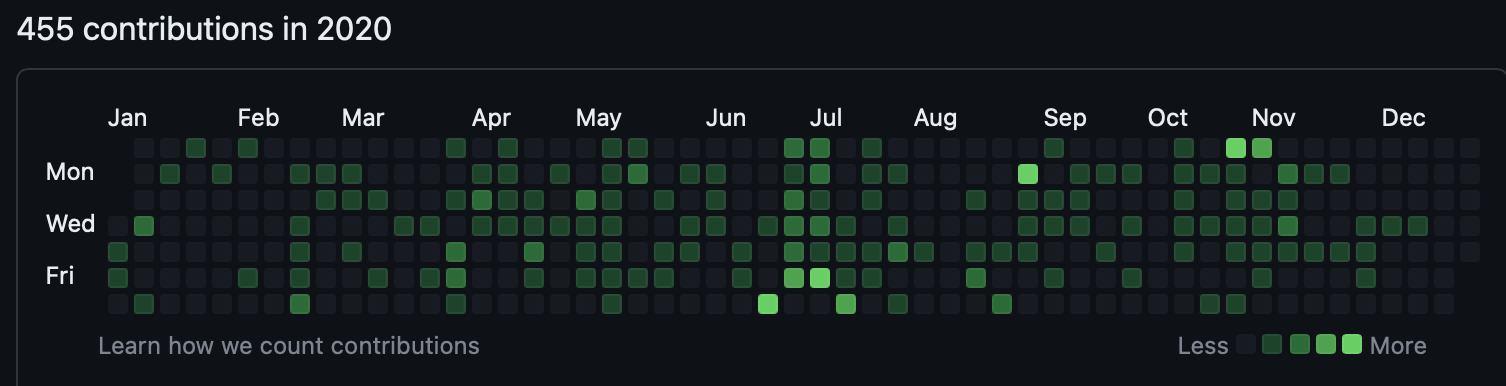 455 contributions in 2020
Jan Feb Mar Apr May Jun Jul Aug Sep Oct Nov Dec
Mon
Wed
Fri
Learn how we count contributions Less More